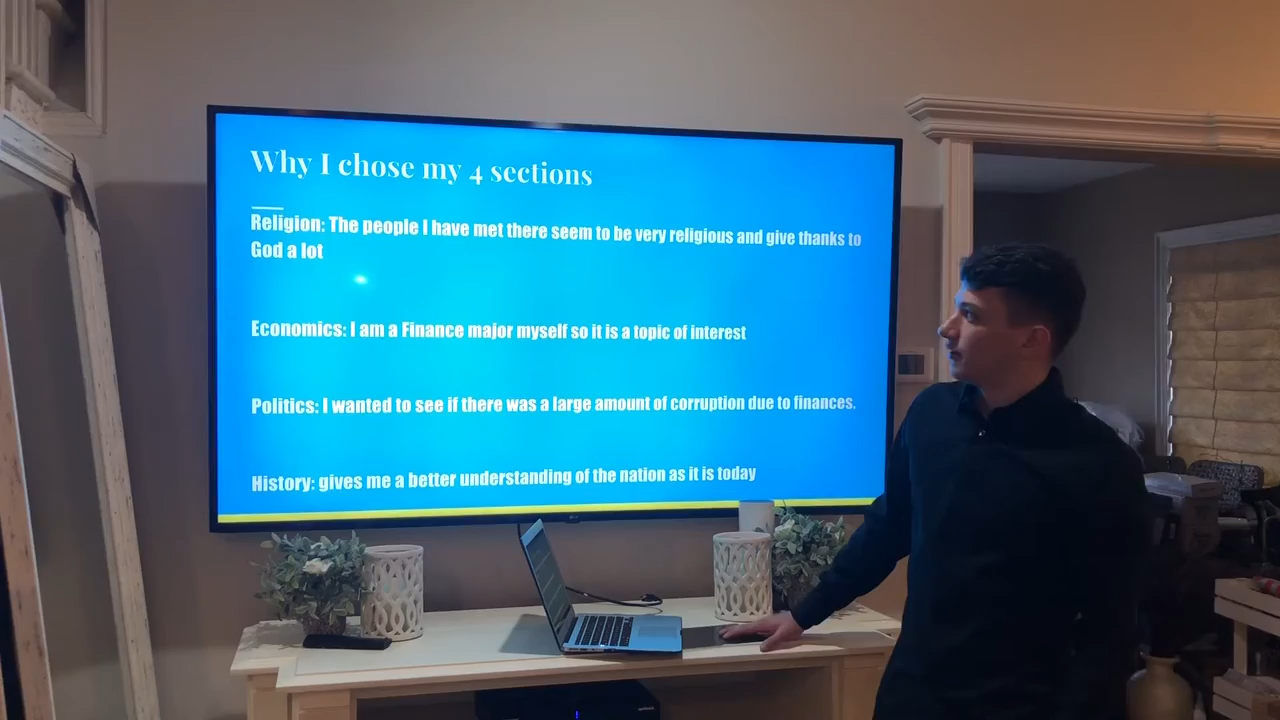 Why I chose my 4 sections
Religion: The people I have met there seem to be very religious and give thanks to
God a lot
Economics: I am a Finance major myself so it is a topic of interest
Politics: I wanted to see if there was a large amount of corruption due to finances.
History: gives me a better understanding of the nation as it is today